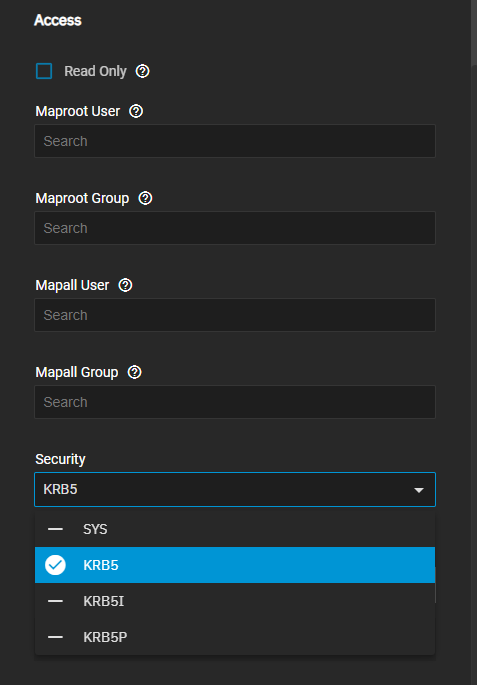 Access
Read Only
Maproot User
Search
Maproot Group
Search
Mapall User
Search
Mapall Group
Search
Security
KRB5
SYS
KRB5
KRB5I
KRB5P